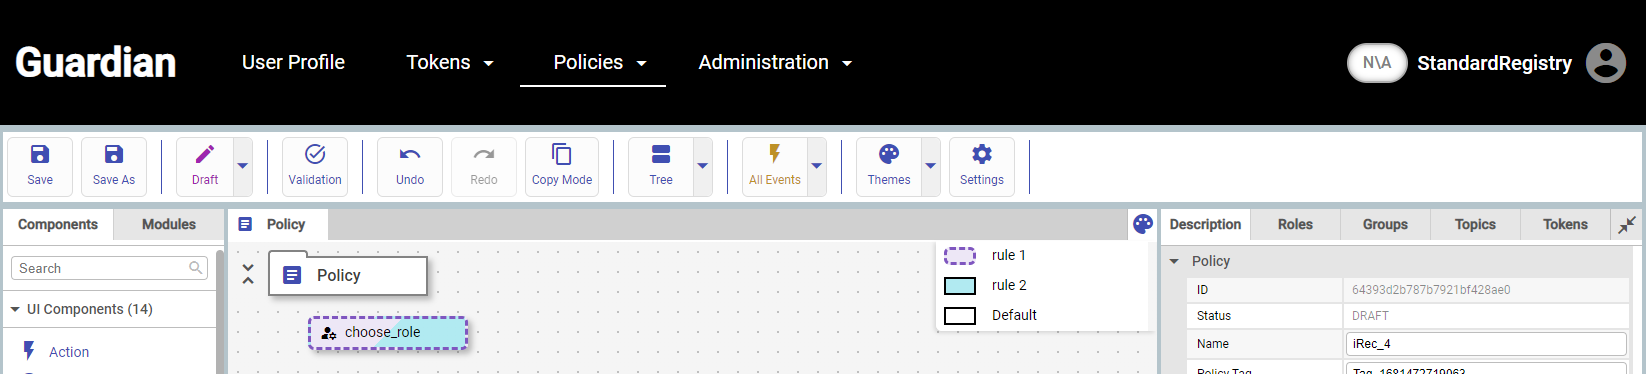 Guardian User Profile Tokens Policies Administration N\A StandardRegistry
Save Save As Draft Validation Undo Redo Copy Mode Tree All Events Themes Settings
Components Modules Policy Description Roles Groups Topics Tokens
Search
UI Components (14)
Action
Policy
choose_role
rule 1
rule 2
Default
Policy
ID 64393d2b787b7921bf428ae0
Status DRAFT
Name iRec_4
Policy Tag Tag_1681472719063